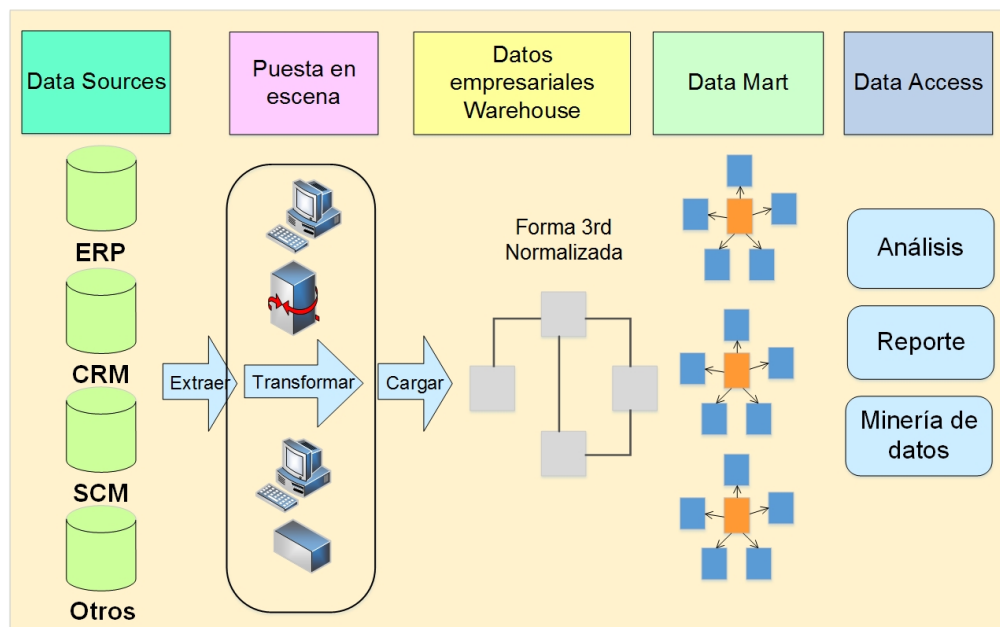 Data Sources
Puesta en
escena
Datos
empresariales
Warehouse
Data Mart
Data Access
ERP
CRM
SCM
Otros
Extraer
Transformar
Cargar
Forma 3rd
Normalizada
Análisis
Reporte
Minería de
datos